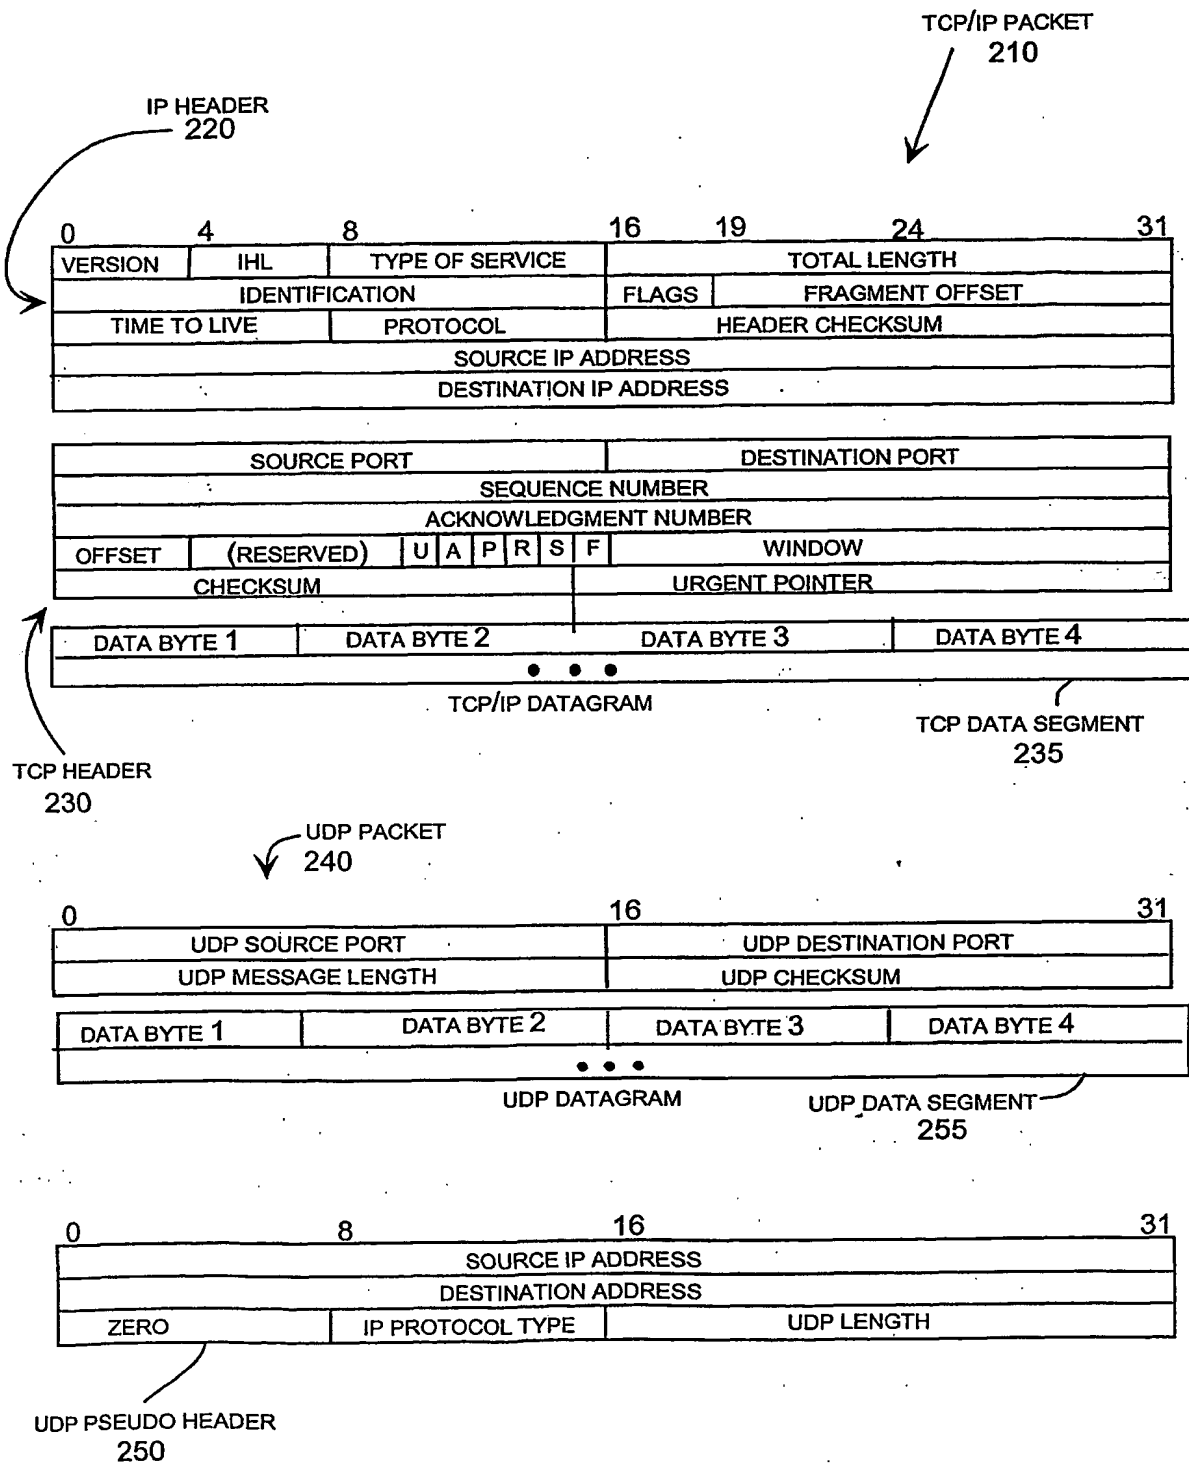 TCP/IP PACKET
210
IP HEADER
220
0 4 8 16 19 24 31
VERSION IHL TYPE OF SERVICE TOTAL LENGTH
IDENTIFICATION FLAGS FRAGMENT OFFSET
TIME TO LIVE PROTOCOL HEADER CHECKSUM
SOURCE IP ADDRESS
DESTINATION IP ADDRESS
SOURCE PORT DESTINATION PORT
SEQUENCE NUMBER
ACKNOWLEDGMENT NUMBER
OFFSET (RESERVED) U A P R S F WINDOW
CHECKSUM URGENT POINTER
DATA BYTE 1 DATA BYTE 2 DATA BYTE 3 DATA BYTE 4
TCP/IP DATAGRAM
TCP DATA SEGMENT
235
TCP HEADER
230
UDP PACKET
240
0 16 31
UDP SOURCE PORT UDP DESTINATION PORT
UDP MESSAGE LENGTH UDP CHECKSUM
DATA BYTE 1 DATA BYTE 2 DATA BYTE 3 DATA BYTE 4
UDP DATAGRAM
UDP DATA SEGMENT
255
0 8 16 31
SOURCE IP ADDRESS
DESTINATION ADDRESS
ZERO IP PROTOCOL TYPE UDP LENGTH
UDP PSEUDO HEADER
250